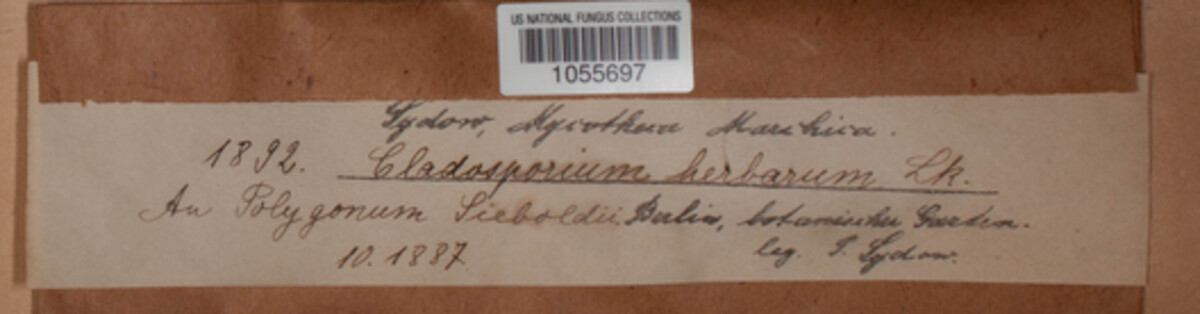 US NATIONAL FUNGUS COLLECTIONS
1055697
Sydow, Mycotheca Marchica.
1892. Cladosporium herbarum Lk.
An Polygonum Sieboldii. Berlin, botanischer Garten.
10.1887.
leg. P. Sydow.